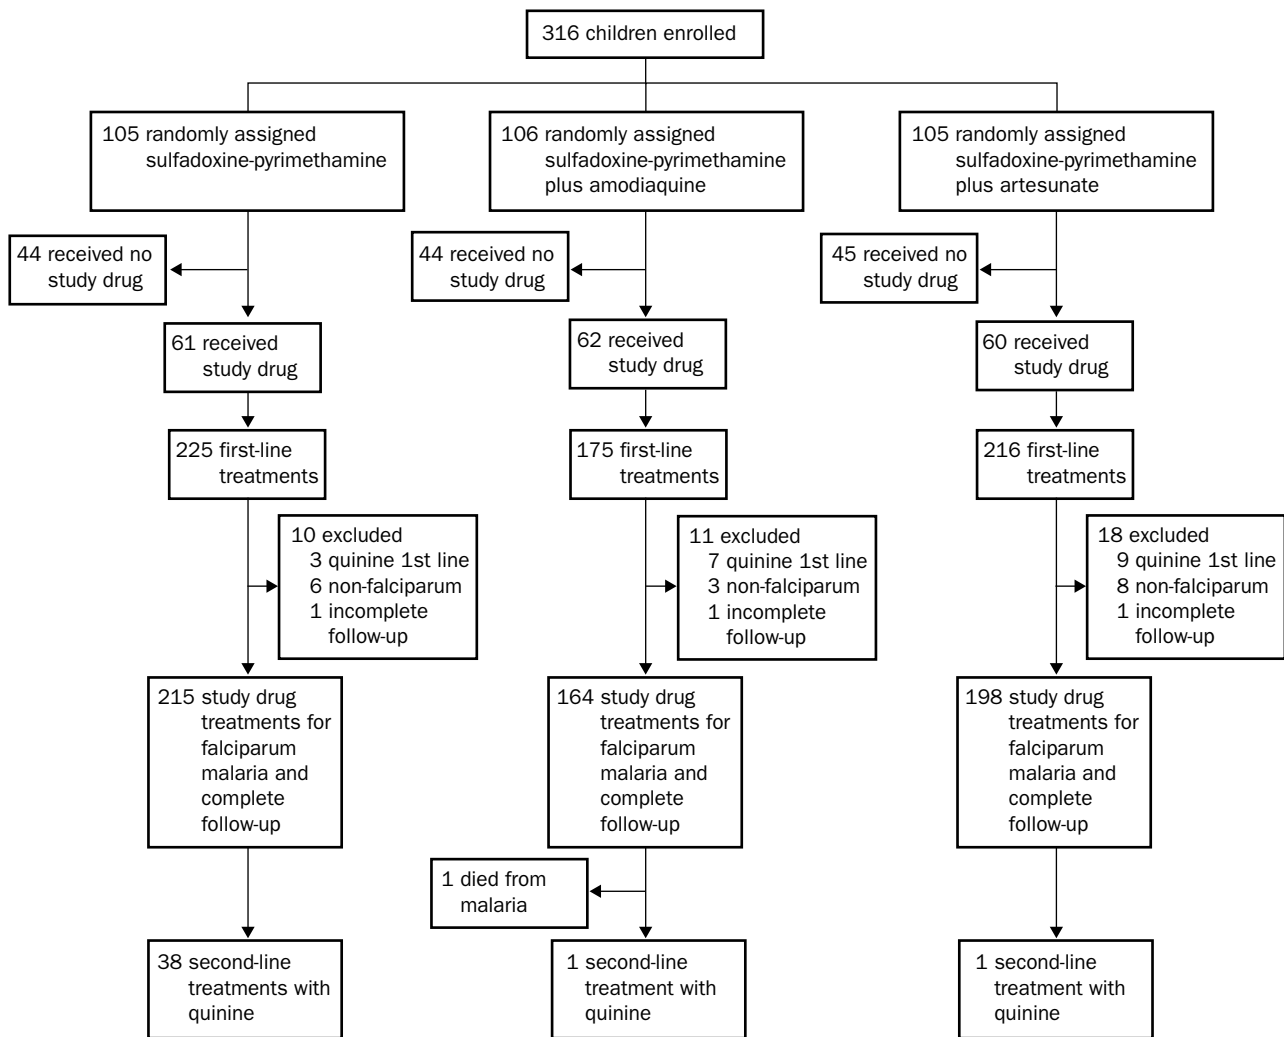 316 children enrolled
105 randomly assigned
sulfadoxine-pyrimethamine
106 randomly assigned
sulfadoxine-pyrimethamine
plus amodiaquine
105 randomly assigned
sulfadoxine-pyrimethamine
plus artesunate
44 received no
study drug
44 received no
study drug
45 received no
study drug
61 received
study drug
62 received
study drug
60 received
study drug
225 first-line
treatments
175 first-line
treatments
216 first-line
treatments
10 excluded
3 quinine 1st line
6 non-falciparum
1 incomplete
follow-up
11 excluded
7 quinine 1st line
3 non-falciparum
1 incomplete
follow-up
18 excluded
9 quinine 1st line
8 non-falciparum
1 incomplete
follow-up
215 study drug
treatments for
falciparum
malaria and
complete
follow-up
164 study drug
treatments for
falciparum
malaria and
complete
follow-up
198 study drug
treatments for
falciparum
malaria and
complete
follow-up
1 died from
malaria
38 second-line
treatments with
quinine
1 second-line
treatment with
quinine
1 second-line
treatment with
quinine